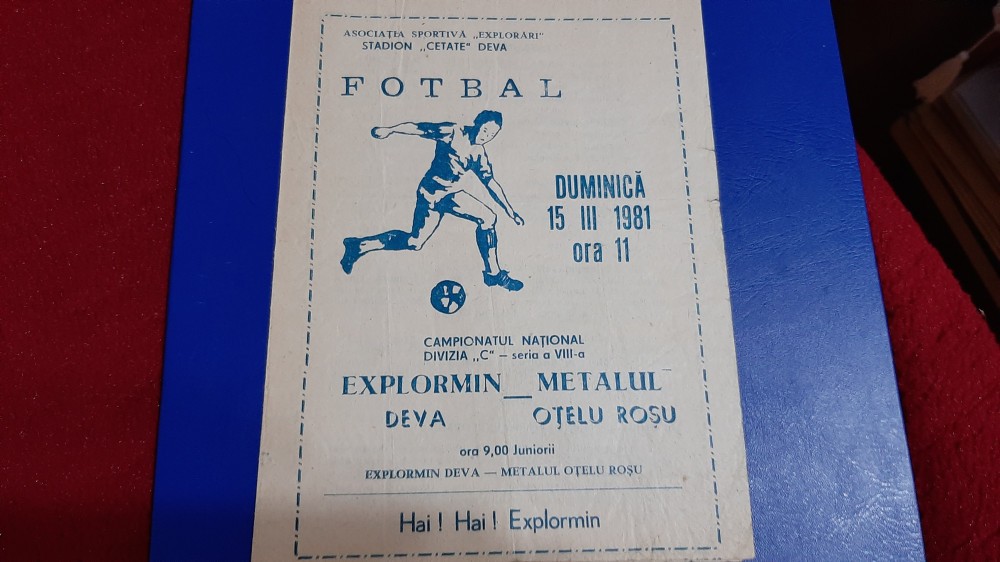 ASOCIAȚIA SPORTIVĂ „EXPLORĂRI"
STADION „CETATE" DEVA
FOTBAL
DUMINICĂ
15 III 1981
ora 11
CAMPIONATUL NAȚIONAL
DIVIZIA „C" – seria a VIII-a
EXPLORMIN — METALUL
DEVA OȚELU ROȘU
ora 9,00 Juniorii
EXPLORMIN DEVA — METALUL OȚELU ROȘU
Hai ! Hai ! Explormin